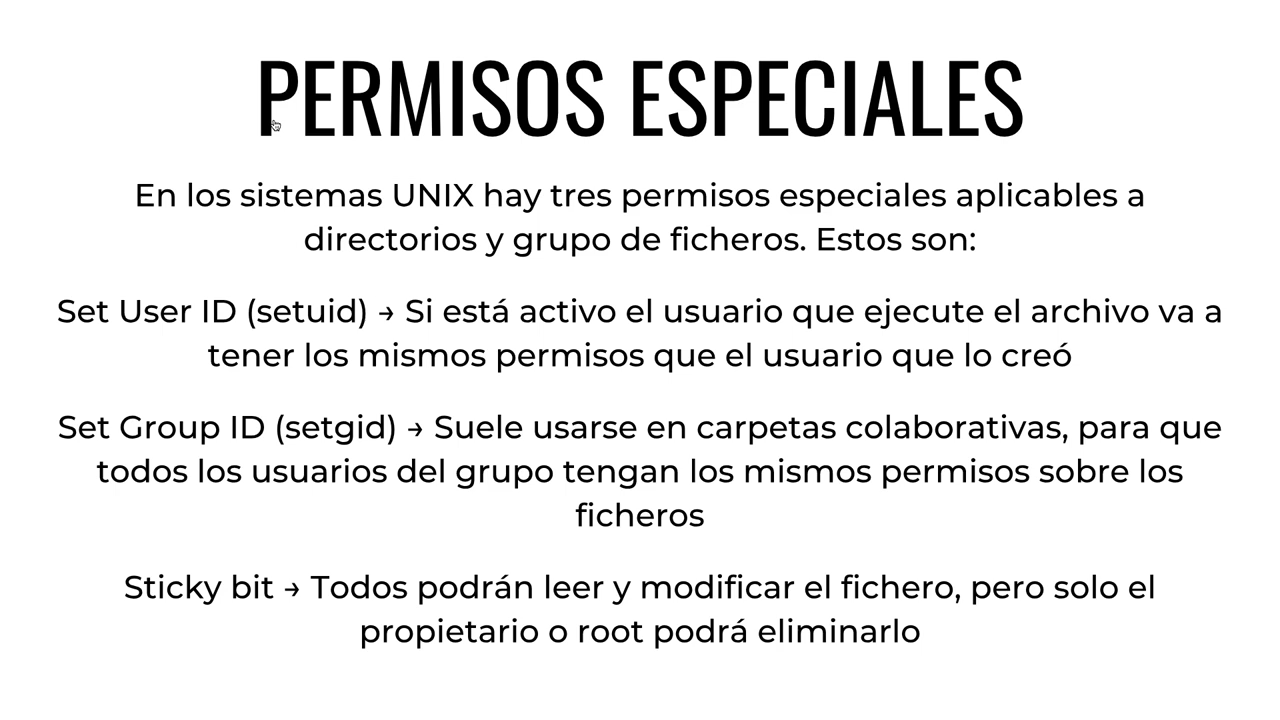 PERMISOS ESPECIALES
En los sistemas UNIX hay tres permisos especiales aplicables a
directorios y grupo de ficheros. Estos son:
Set User ID (setuid) → Si está activo el usuario que ejecute el archivo va a
tener los mismos permisos que el usuario que lo creó
Set Group ID (setgid) → Suele usarse en carpetas colaborativas, para que
todos los usuarios del grupo tengan los mismos permisos sobre los
ficheros
Sticky bit → Todos podrán leer y modificar el fichero, pero solo el
propietario o root podrá eliminarlo